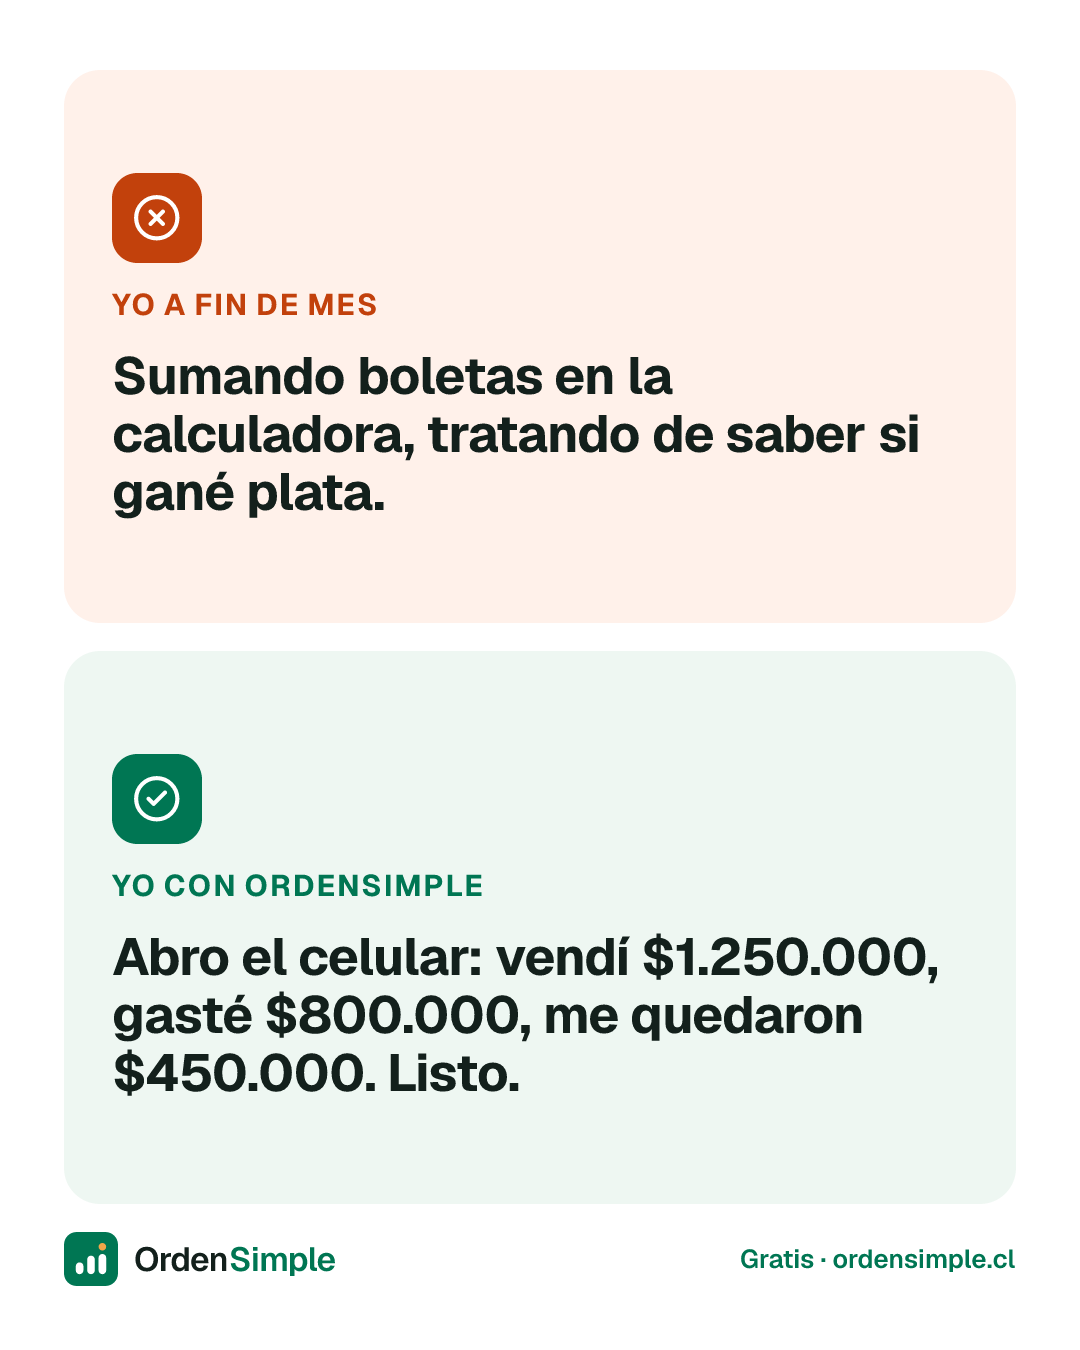 YO A FIN DE MES
Sumando boletas en la
calculadora, tratando de saber si
gané plata.
YO CON ORDENSIMPLE
Abro el celular: vendí $1.250.000,
gasté $800.000, me quedaron
$450.000. Listo.
OrdenSimple
Gratis · ordensimple.cl